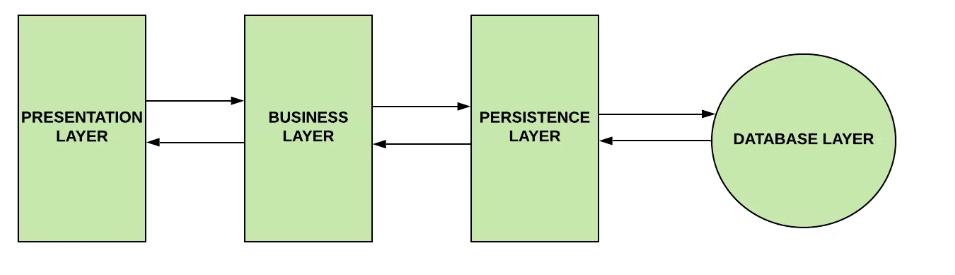 PRESENTATION
LAYER
BUSINESS
LAYER
PERSISTENCE
LAYER
DATABASE LAYER